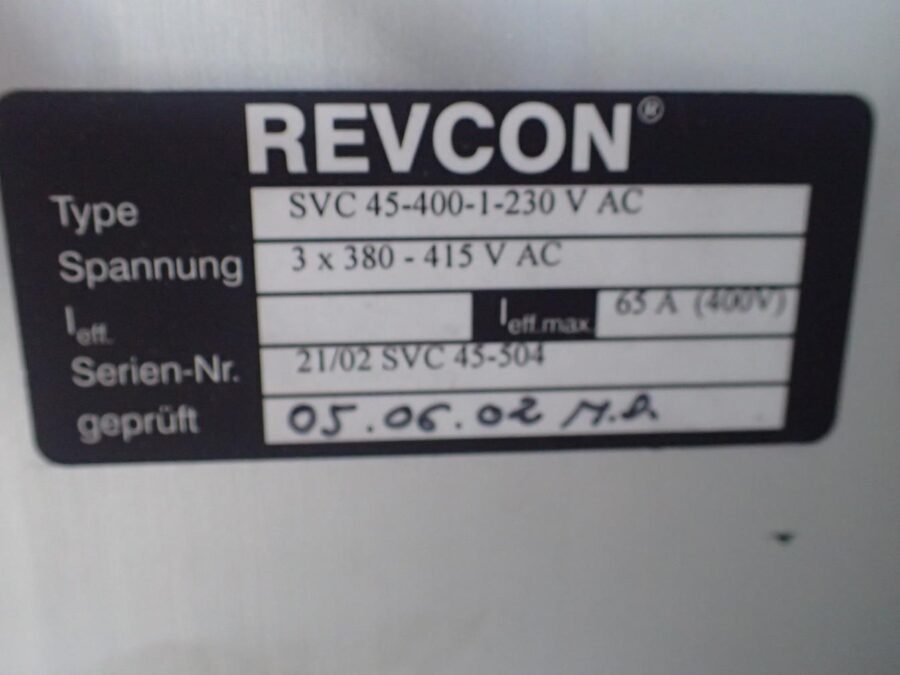 REVCON®
Type SVC 45-400-1-230 V AC
Spannung 3 x 380 - 415 V AC
Ieff. Ieff.max. 65 A (400V)
Serien-Nr. 21/02 SVC 45-504
geprüft 05.06.02 M.D.